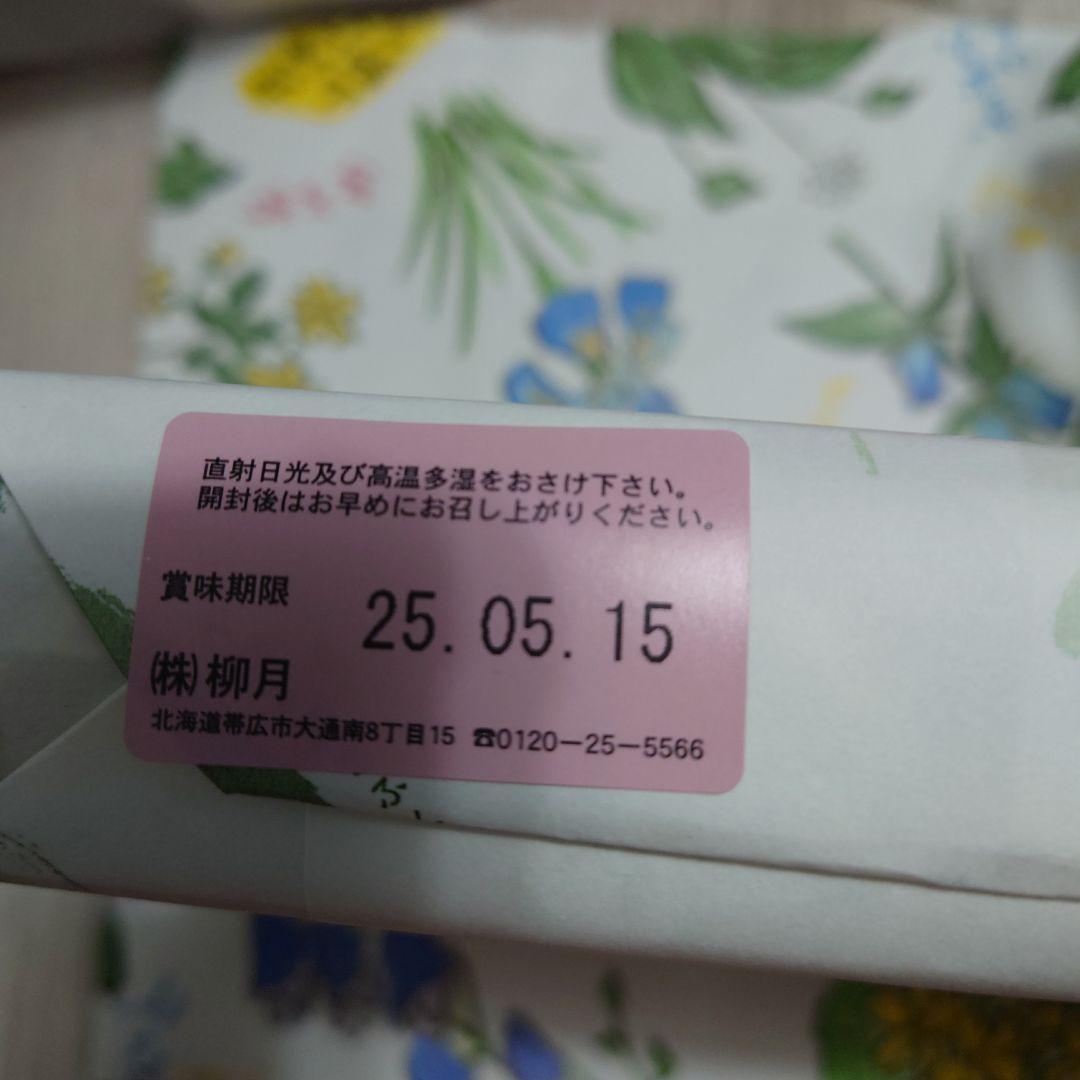 直射日光及び高温多湿をおさけ下さい。
開封後はお早めにお召し上がりください。
賞味期限 25.05.15
㈱柳月
北海道帯広市大通南8丁目15 ☎0120-25-5566